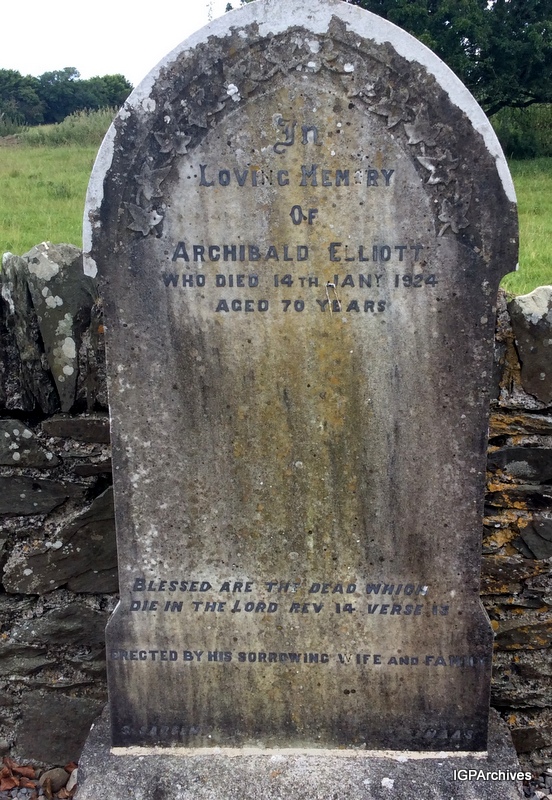 In
Loving Memory
Of
Archibald Elliott
who died 14th Jany 1924
aged 70 years
Blessed are the dead which
die in the Lord Rev 14 verse 13
Erected by his sorrowing wife and family
IGPArchives